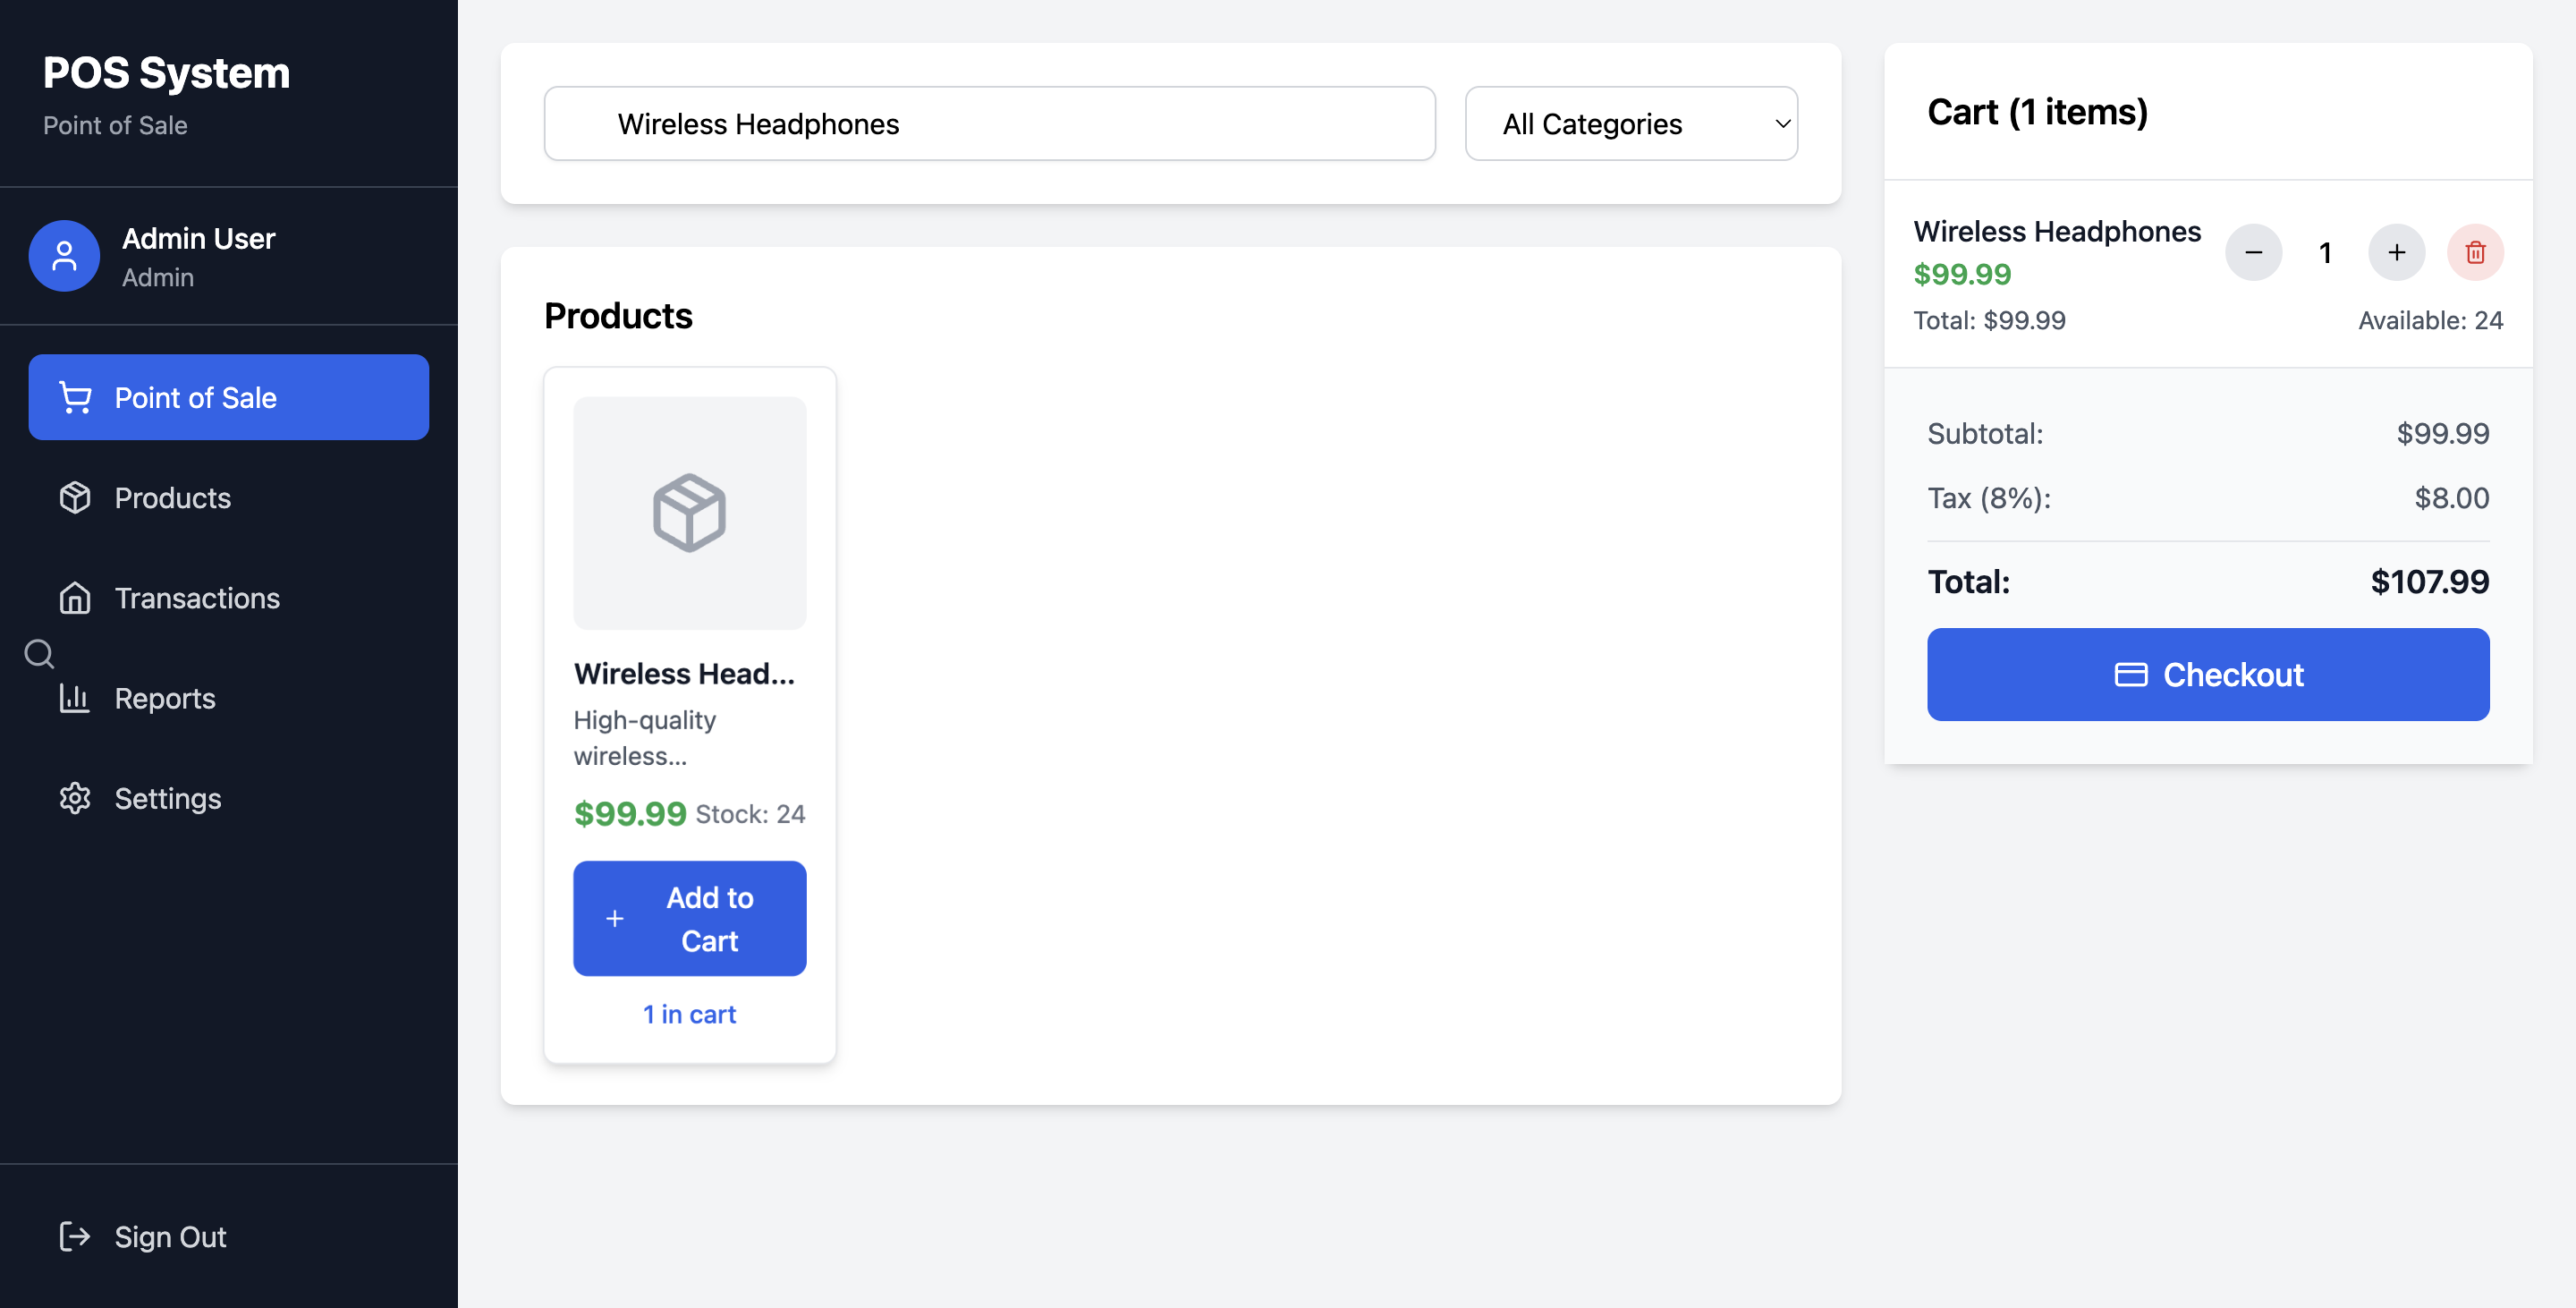 POS System
Point of Sale
Admin User
Admin
Point of Sale
Products
Transactions
Reports
Settings
Sign Out
Wireless Headphones
All Categories
Products
Wireless Head...
High-quality
wireless...
$99.99 Stock: 24
Add to
Cart
1 in cart
Cart (1 items)
Wireless Headphones
1
$99.99
Total: $99.99 Available: 24
Subtotal: $99.99
Tax (8%): $8.00
Total: $107.99
Checkout